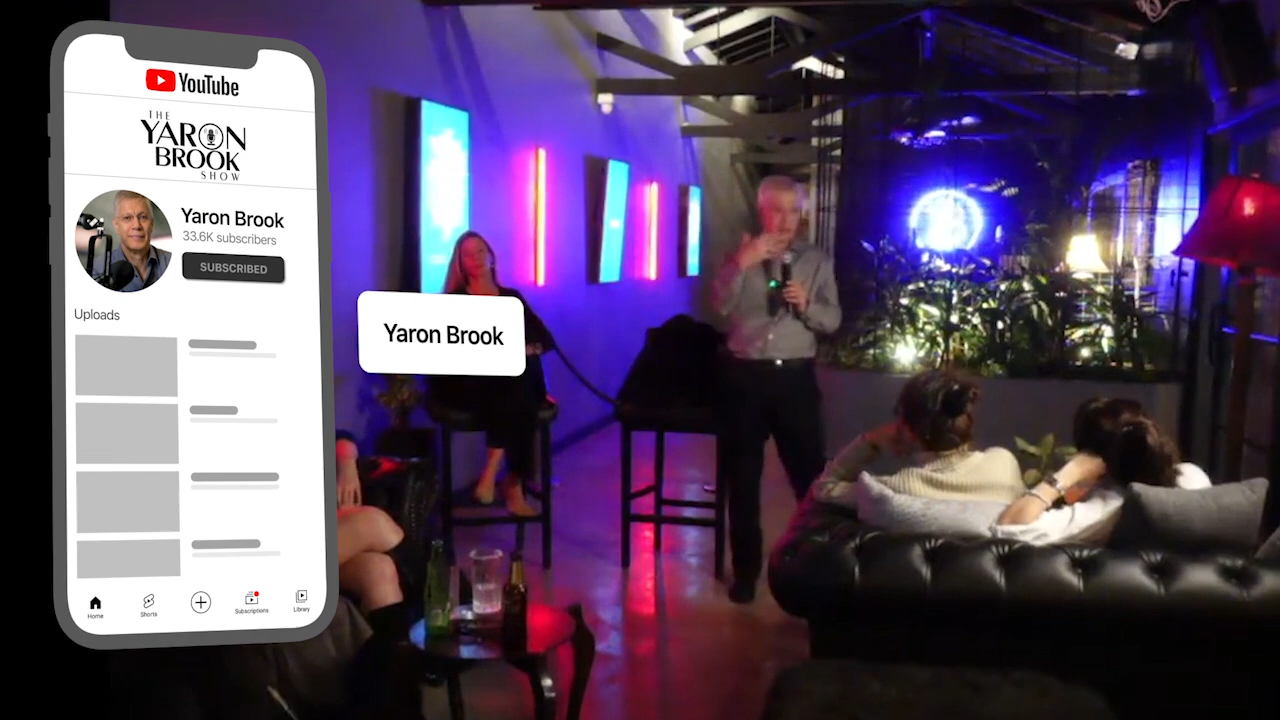 YouTube
THE
YARON
BROOK
SHOW
Yaron Brook
33.6K subscribers
SUBSCRIBED
Uploads
Home
Shorts
Subscriptions
Library
Yaron Brook